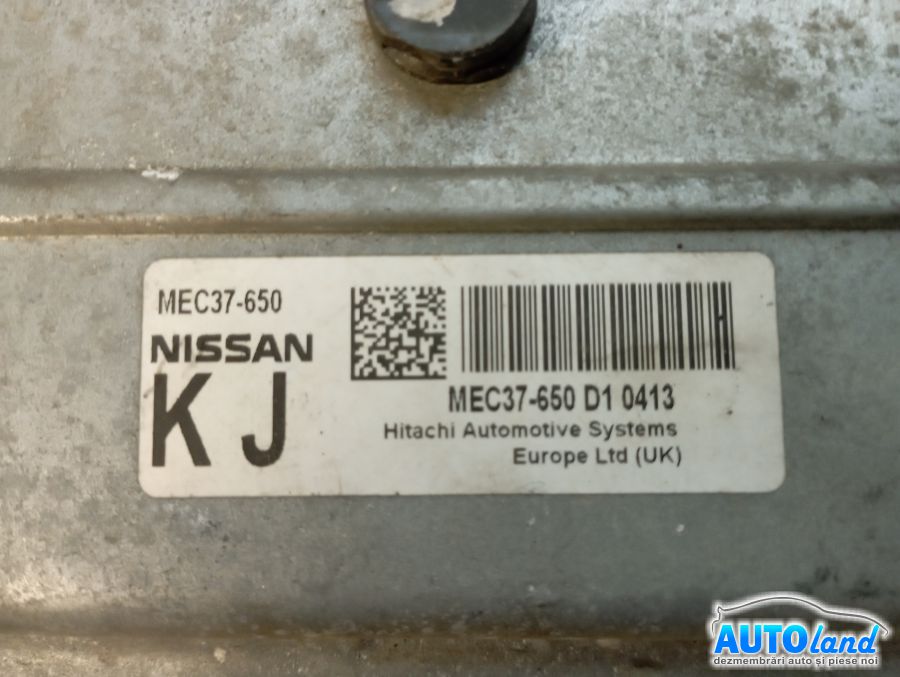 MEC37-650
NISSAN
KJ
MEC37-650 D1 0413
Hitachi Automotive Systems
Europe Ltd (UK)
AUTOland
dezmembrări auto și piese noi